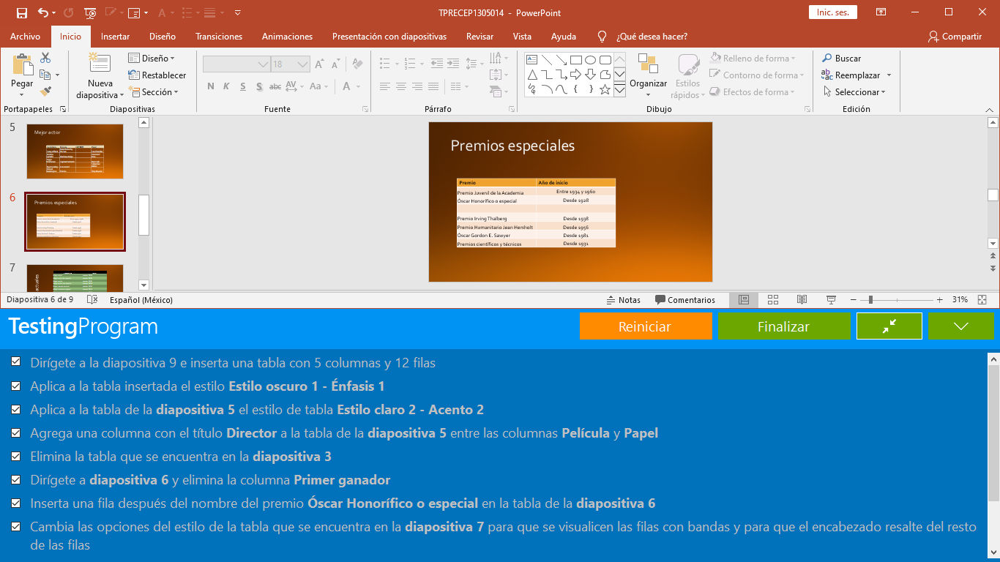 TPRECEP1305014 - PowerPoint
Inic. ses.
Archivo Inicio Insertar Diseño Transiciones Animaciones Presentación con diapositivas Revisar Vista Ayuda ¿Qué desea hacer? Compartir
Pegar
Portapapeles
Nueva diapositiva
Diseño
Restablecer
Sección
Diapositivas
18
N K S S abc AV Aa A
Fuente
Párrafo
Organizar
Estilos rápidos
Relleno de forma
Contorno de forma
Efectos de forma
Dibujo
Buscar
Reemplazar
Seleccionar
Edición
5
Mejor actor
6
Premios especiales
7
Premios especiales
Premio Año de inicio
Premio Juvenil de la Academia Entre 1934 y 1960
Óscar Honorífico o especial Desde 1928
Premio Irving Thalberg Desde 1938
Premio Humanitario Jean Hersholt Desde 1956
Óscar Gordon E. Sawyer Desde 1981
Premios científicos y técnicos Desde 1931
Diapositiva 6 de 9 Español (México) Notas Comentarios 31%
TestingProgram
Reiniciar
Finalizar
Dirígete a la diapositiva 9 e inserta una tabla con 5 columnas y 12 filas
Aplica a la tabla insertada el estilo Estilo oscuro 1 - Énfasis 1
Aplica a la tabla de la diapositiva 5 el estilo de tabla Estilo claro 2 - Acento 2
Agrega una columna con el título Director a la tabla de la diapositiva 5 entre las columnas Película y Papel
Elimina la tabla que se encuentra en la diapositiva 3
Dirígete a diapositiva 6 y elimina la columna Primer ganador
Inserta una fila después del nombre del premio Óscar Honorífico o especial en la tabla de la diapositiva 6
Cambia las opciones del estilo de la tabla que se encuentra en la diapositiva 7 para que se visualicen las filas con bandas y para que el encabezado resalte del resto
de las filas